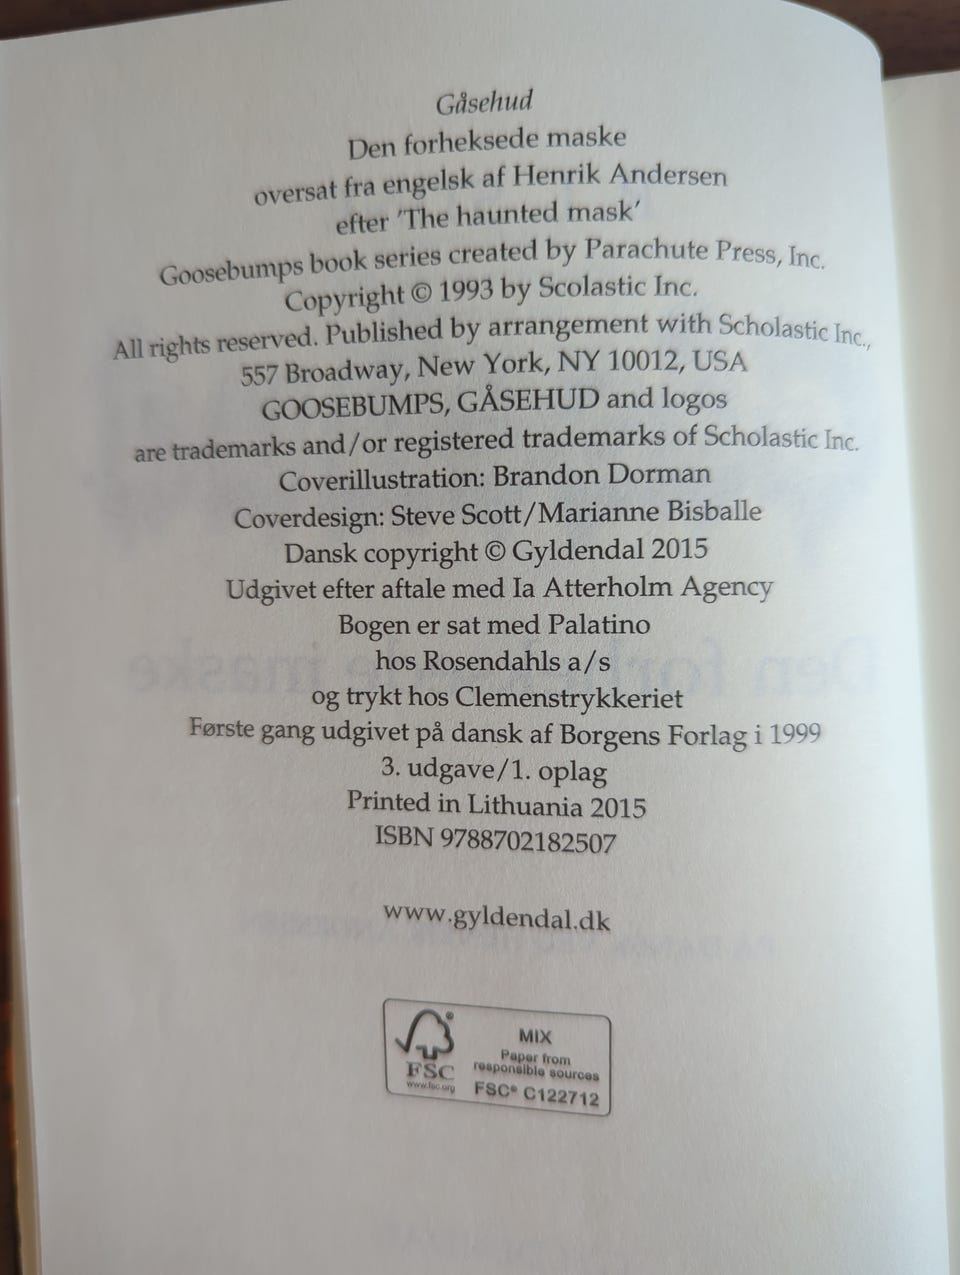 Gåsehud
Den forheksede maske
oversat fra engelsk af Henrik Andersen
efter 'The haunted mask'
Goosebumps book series created by Parachute Press, Inc.
Copyright © 1993 by Scolastic Inc.
All rights reserved. Published by arrangement with Scholastic Inc.,
557 Broadway, New York, NY 10012, USA
GOOSEBUMPS, GÅSEHUD and logos
are trademarks and/or registered trademarks of Scholastic Inc.
Coverillustration: Brandon Dorman
Coverdesign: Steve Scott/Marianne Bisballe
Dansk copyright © Gyldendal 2015
Udgivet efter aftale med Ia Atterholm Agency
Bogen er sat med Palatino
hos Rosendahls a/s
og trykt hos Clemenstrykkeriet
Første gang udgivet på dansk af Borgens Forlag i 1999
3. udgave/1. oplag
Printed in Lithuania 2015
ISBN 9788702182507
www.gyldendal.dk
FSC
www.fsc.org
MIX
Paper from
responsible sources
FSC® C122712